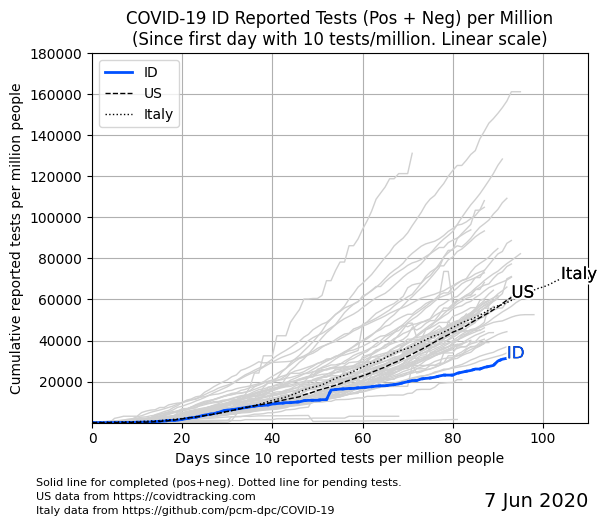 COVID-19 ID Reported Tests (Pos + Neg) per Million
(Since first day with 10 tests/million. Linear scale)
Cumulative reported tests per million people
180000
160000
140000
120000
100000
80000
60000
40000
20000
ID
US
Italy
Italy
US
ID
0
20
40
60
80
100
Days since 10 reported tests per million people
Solid line for completed (pos+neg). Dotted line for pending tests.
US data from https://covidtracking.com
Italy data from https://github.com/pcm-dpc/COVID-19
7 Jun 2020